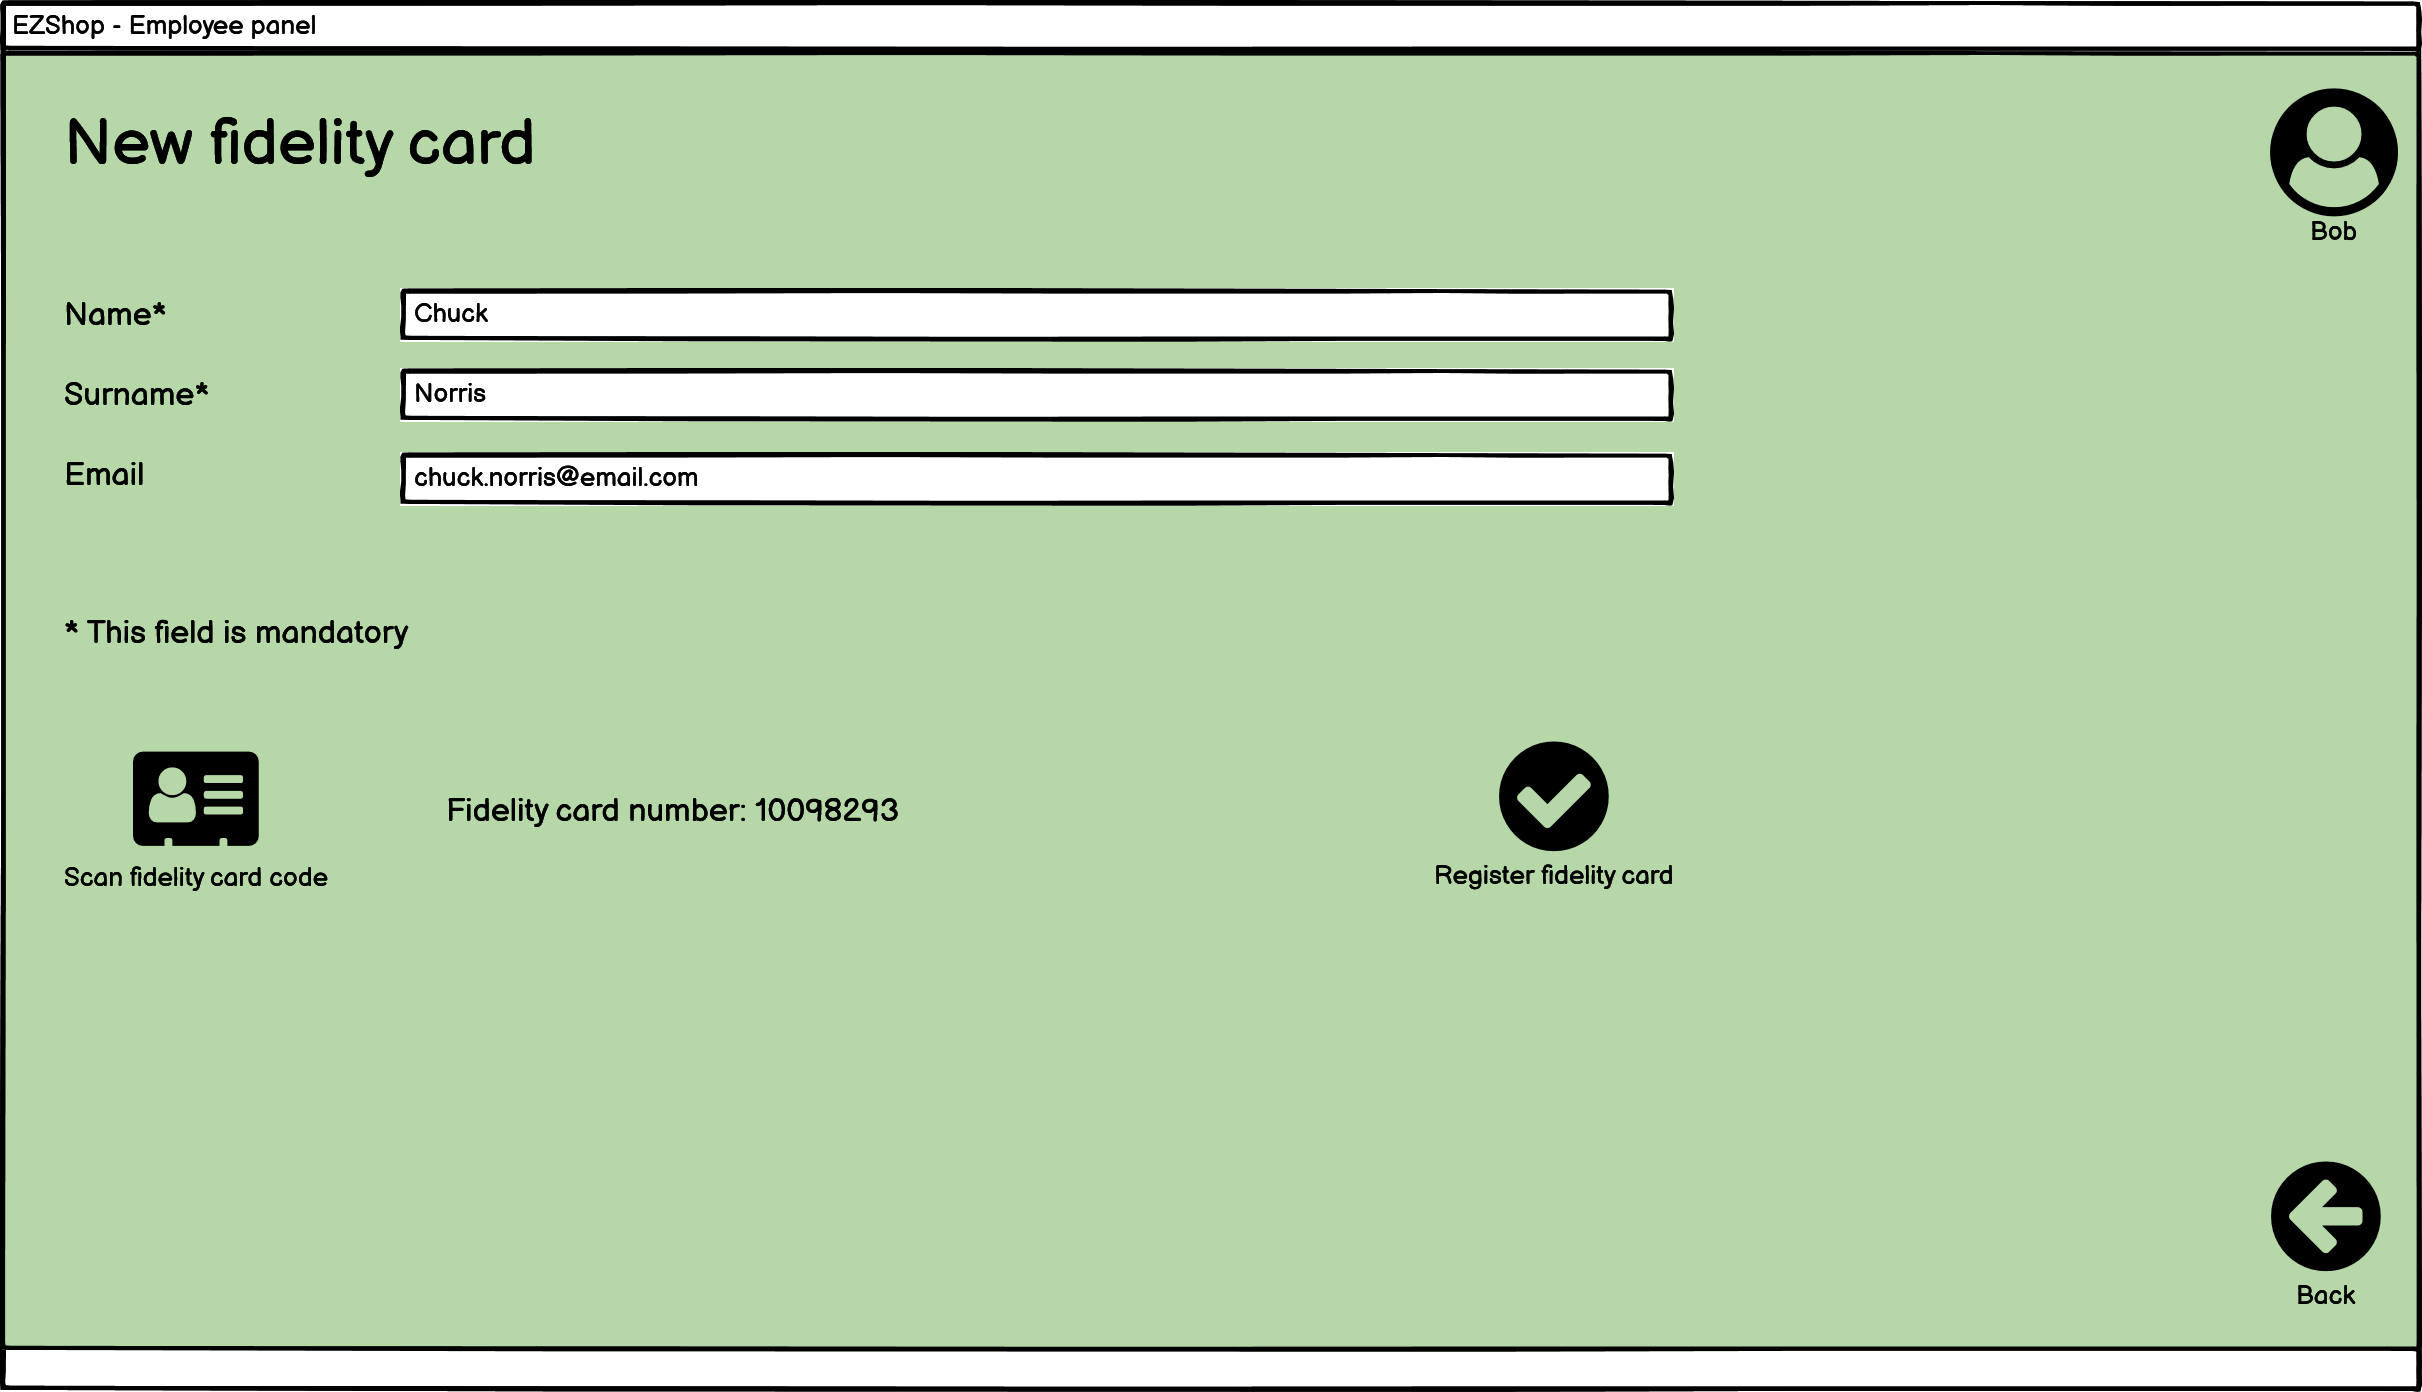 EZShop - Employee panel
New fidelity card
Bob
Name*
Chuck
Surname*
Norris
Email
chuck.norris@email.com
* This field is mandatory
Fidelity card number: 10098293
Scan fidelity card code
Register fidelity card
Back